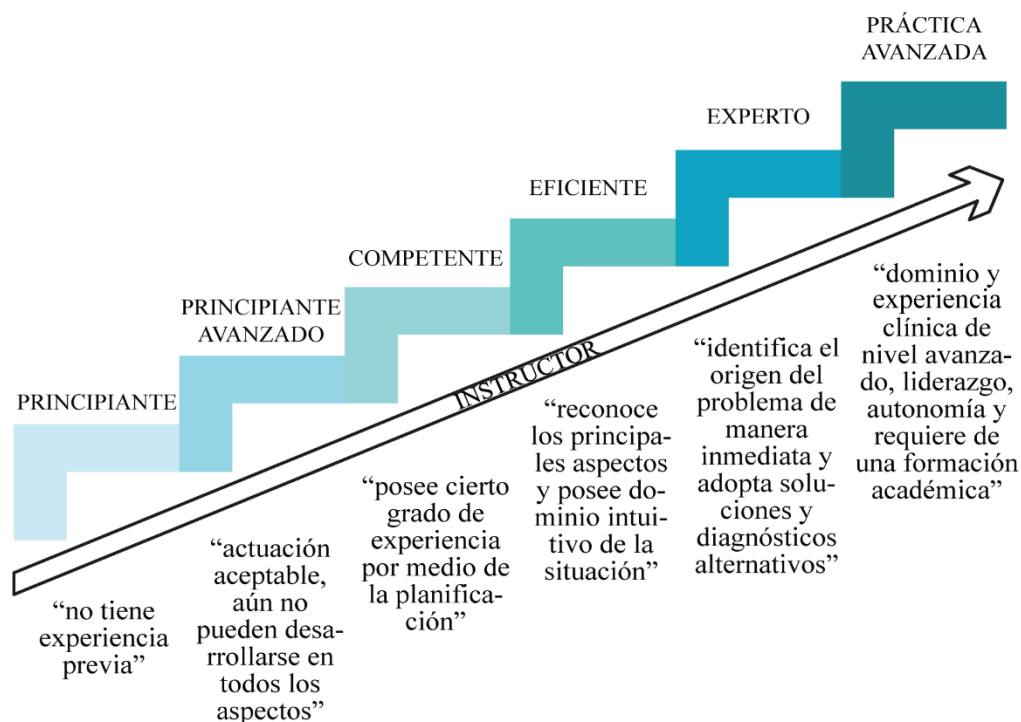 PRÁCTICA
AVANZADA
EXPERTO
EFICIENTE
COMPETENTE
PRINCIPIANTE
AVANZADO
PRINCIPIANTE
INSTRUCTOR
“no tiene
experiencia
previa”
“actuación
aceptable,
aún no
pueden desa-
rrollarse en
todos los
aspectos”
“posee cierto
grado de
experiencia
por medio de
la planifica-
ción”
“reconoce
los principa-
les aspectos
y posee do-
minio intui-
tivo de la
situación”
“identifica el
origen del
problema de
manera
inmediata y
adopta solu-
ciones y
diagnósticos
alternativos”
“dominio y
experiencia
clínica de
nivel avanza-
do, liderazgo,
autonomía y
requiere de
una formación
académica”